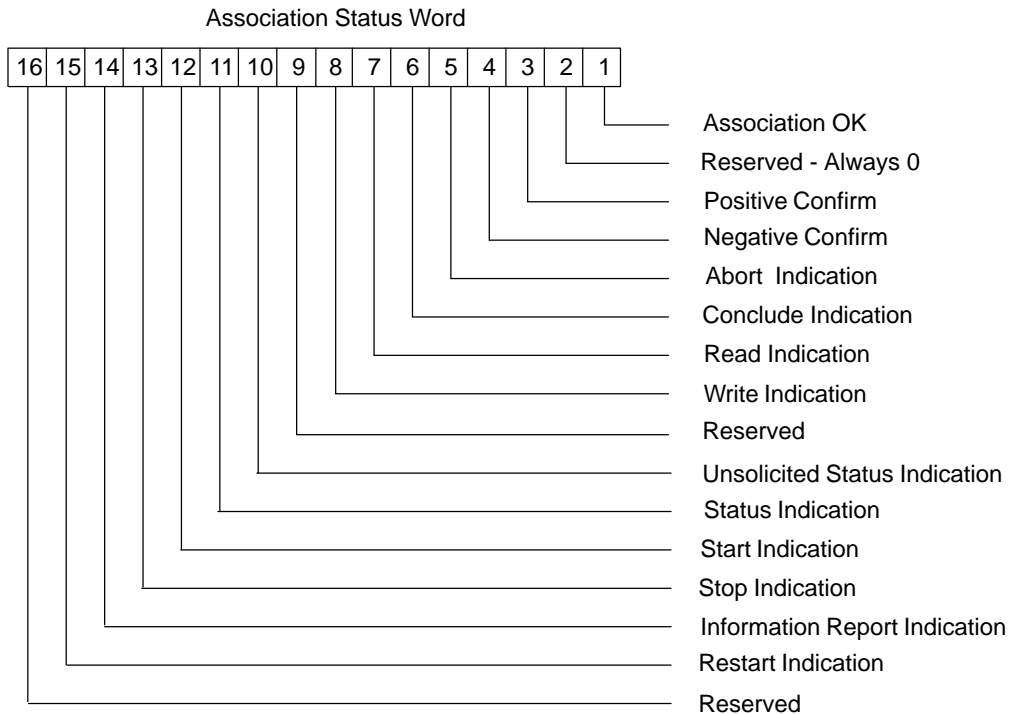 Association Status Word
16 15 14 13 12 11 10 9 8 7 6 5 4 3 2 1
Association OK
Reserved - Always 0
Positive Confirm
Negative Confirm
Abort Indication
Conclude Indication
Read Indication
Write Indication
Reserved
Unsolicited Status Indication
Status Indication
Start Indication
Stop Indication
Information Report Indication
Restart Indication
Reserved